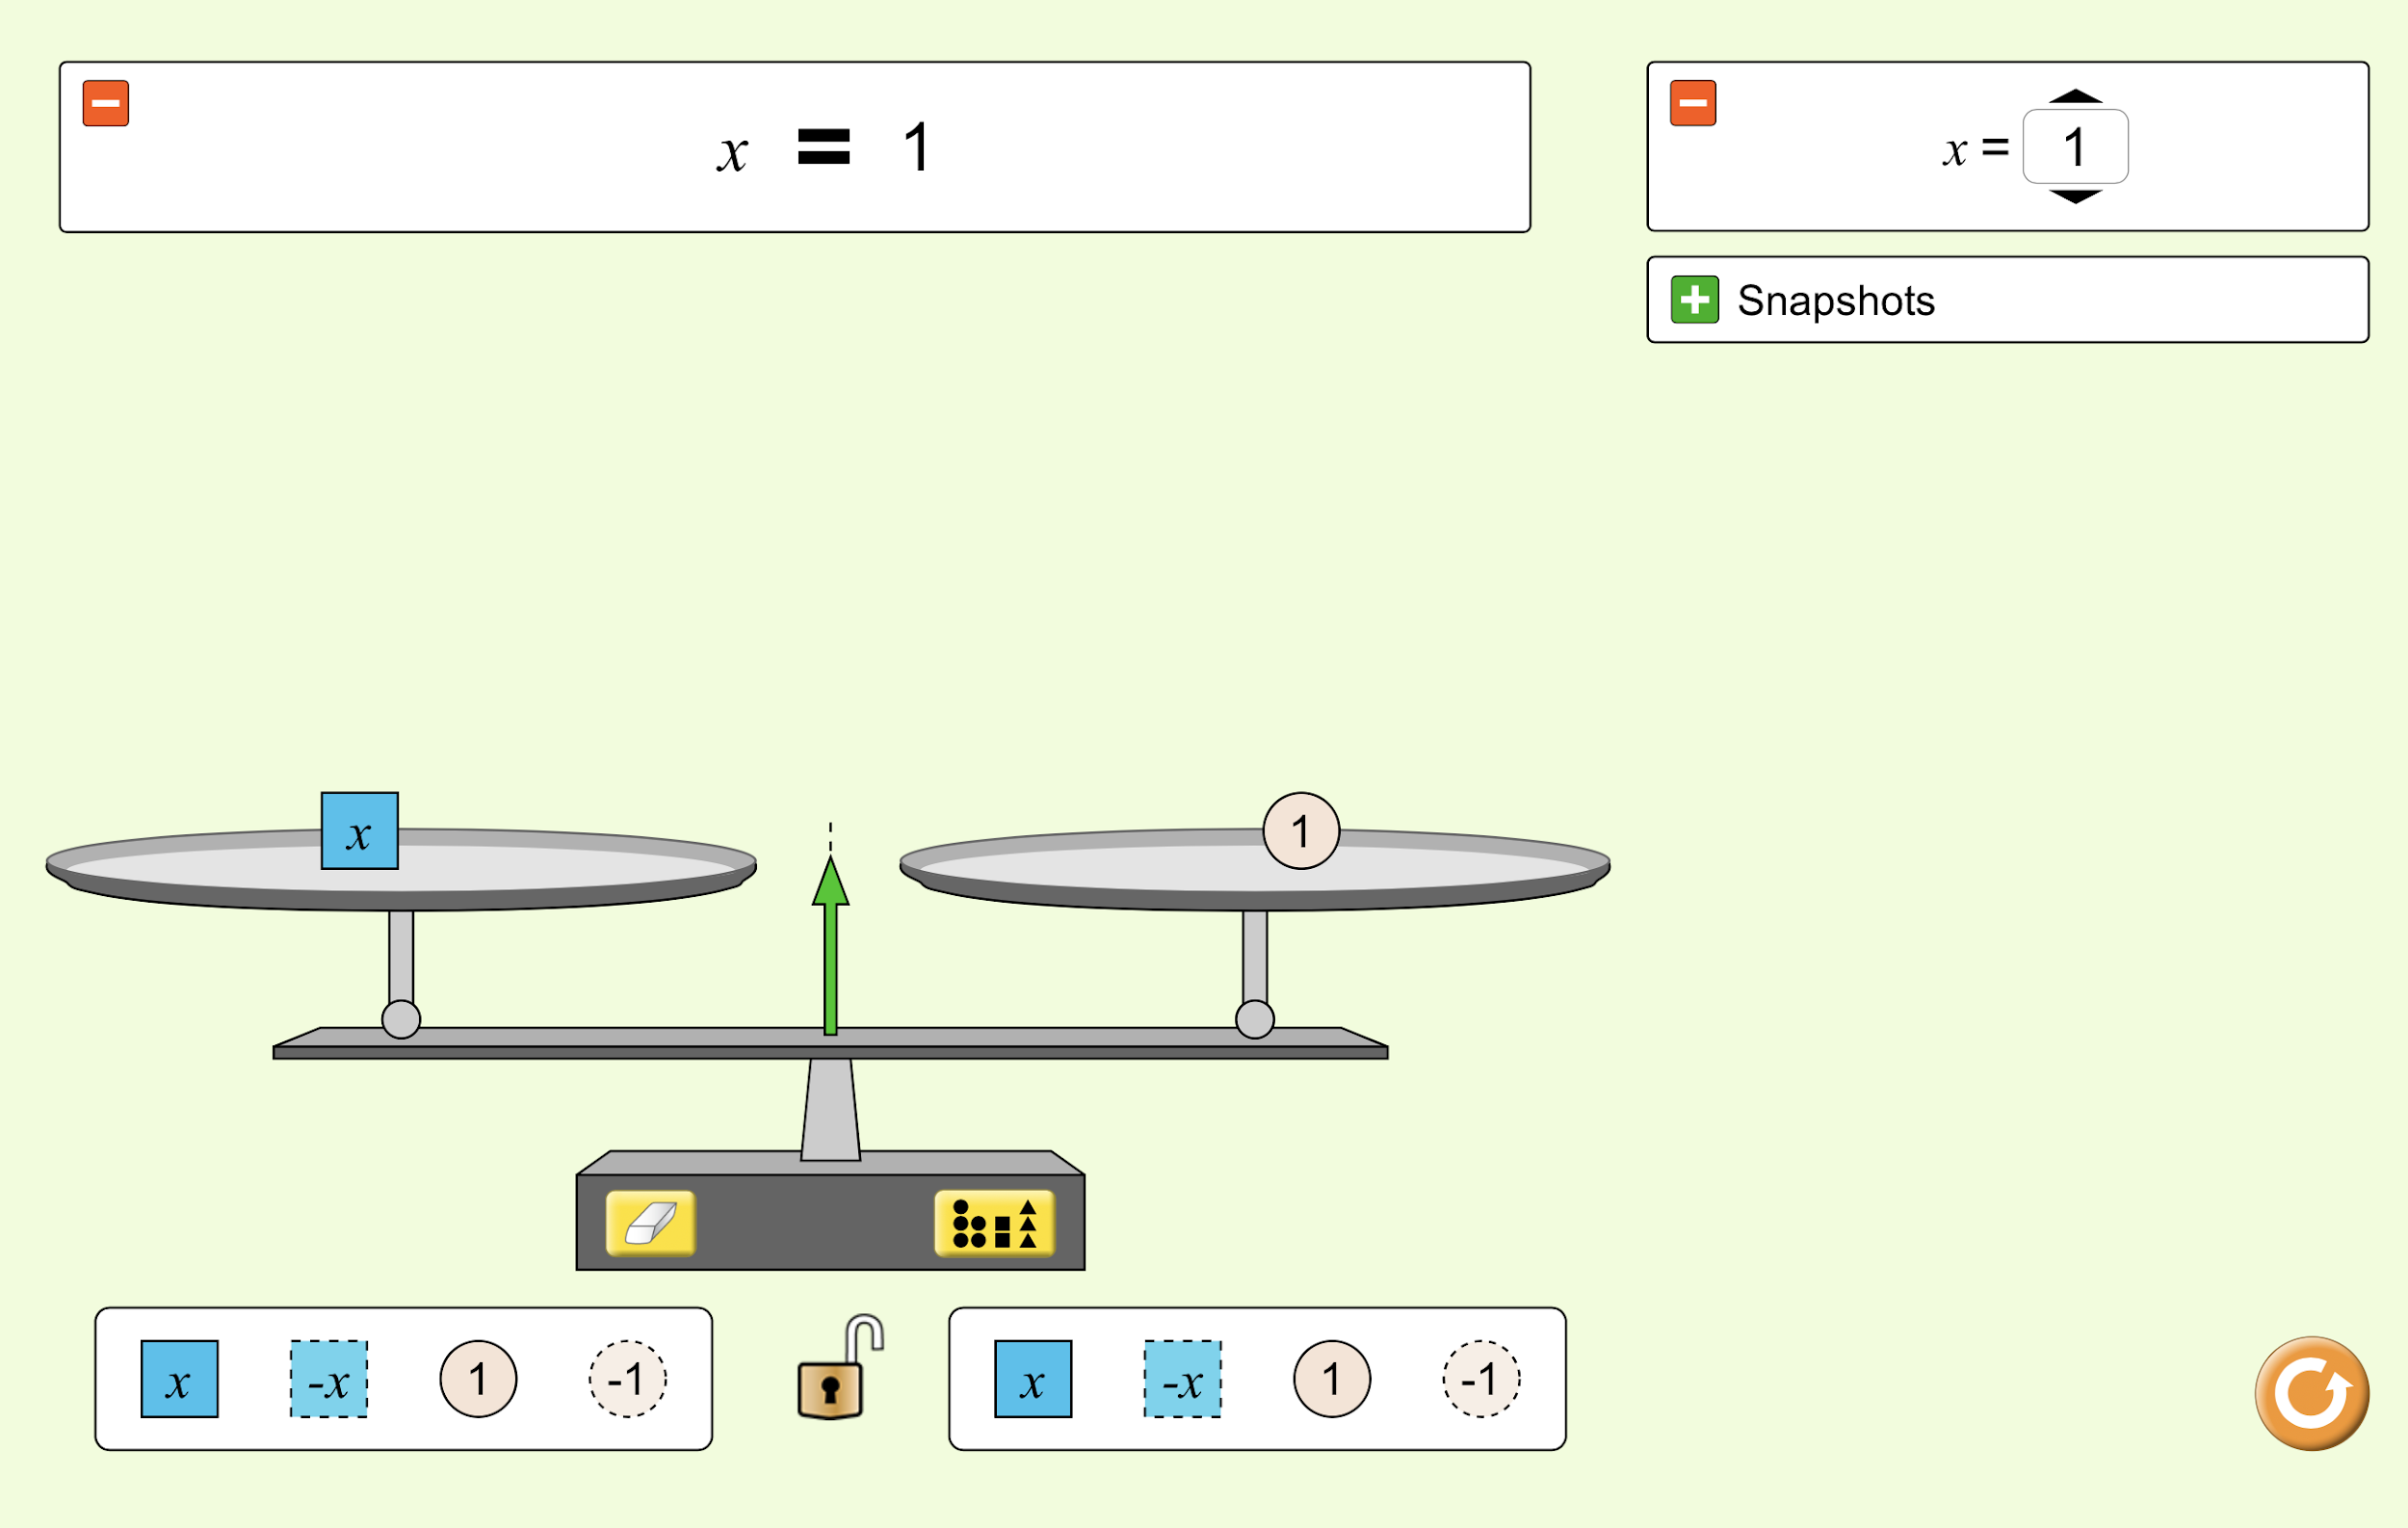 x = 1
x = 1
Snapshots
x
1
x -x 1 -1
x -x 1 -1